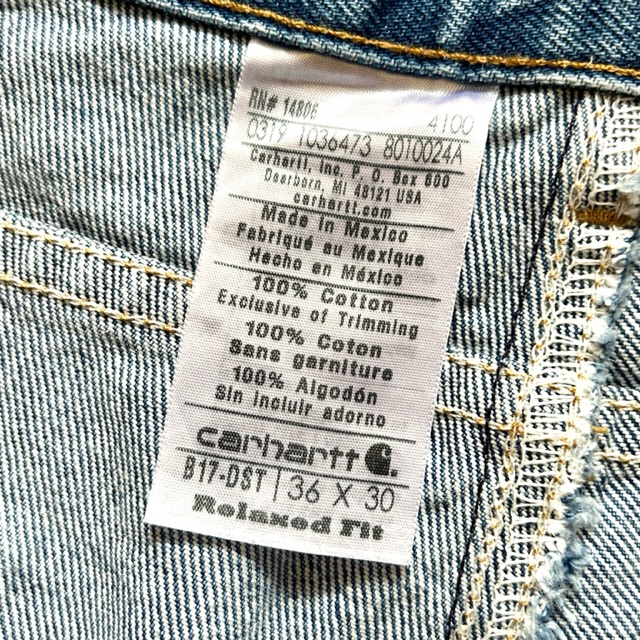 RN# 14806
4100
0319 1036473 8010024A
Carhartt, Inc. P. O. Box 600
Dearborn, MI 48121 USA
carhartt.com
Made in Mexico
Fabriqué au Mexique
Hecho en México
100% Cotton
Exclusive of Trimming
100% Coton
Sans garniture
100% Algodón
Sin incluir adorno
carhartt
B17-DST | 36 X 30
Relaxed Fit